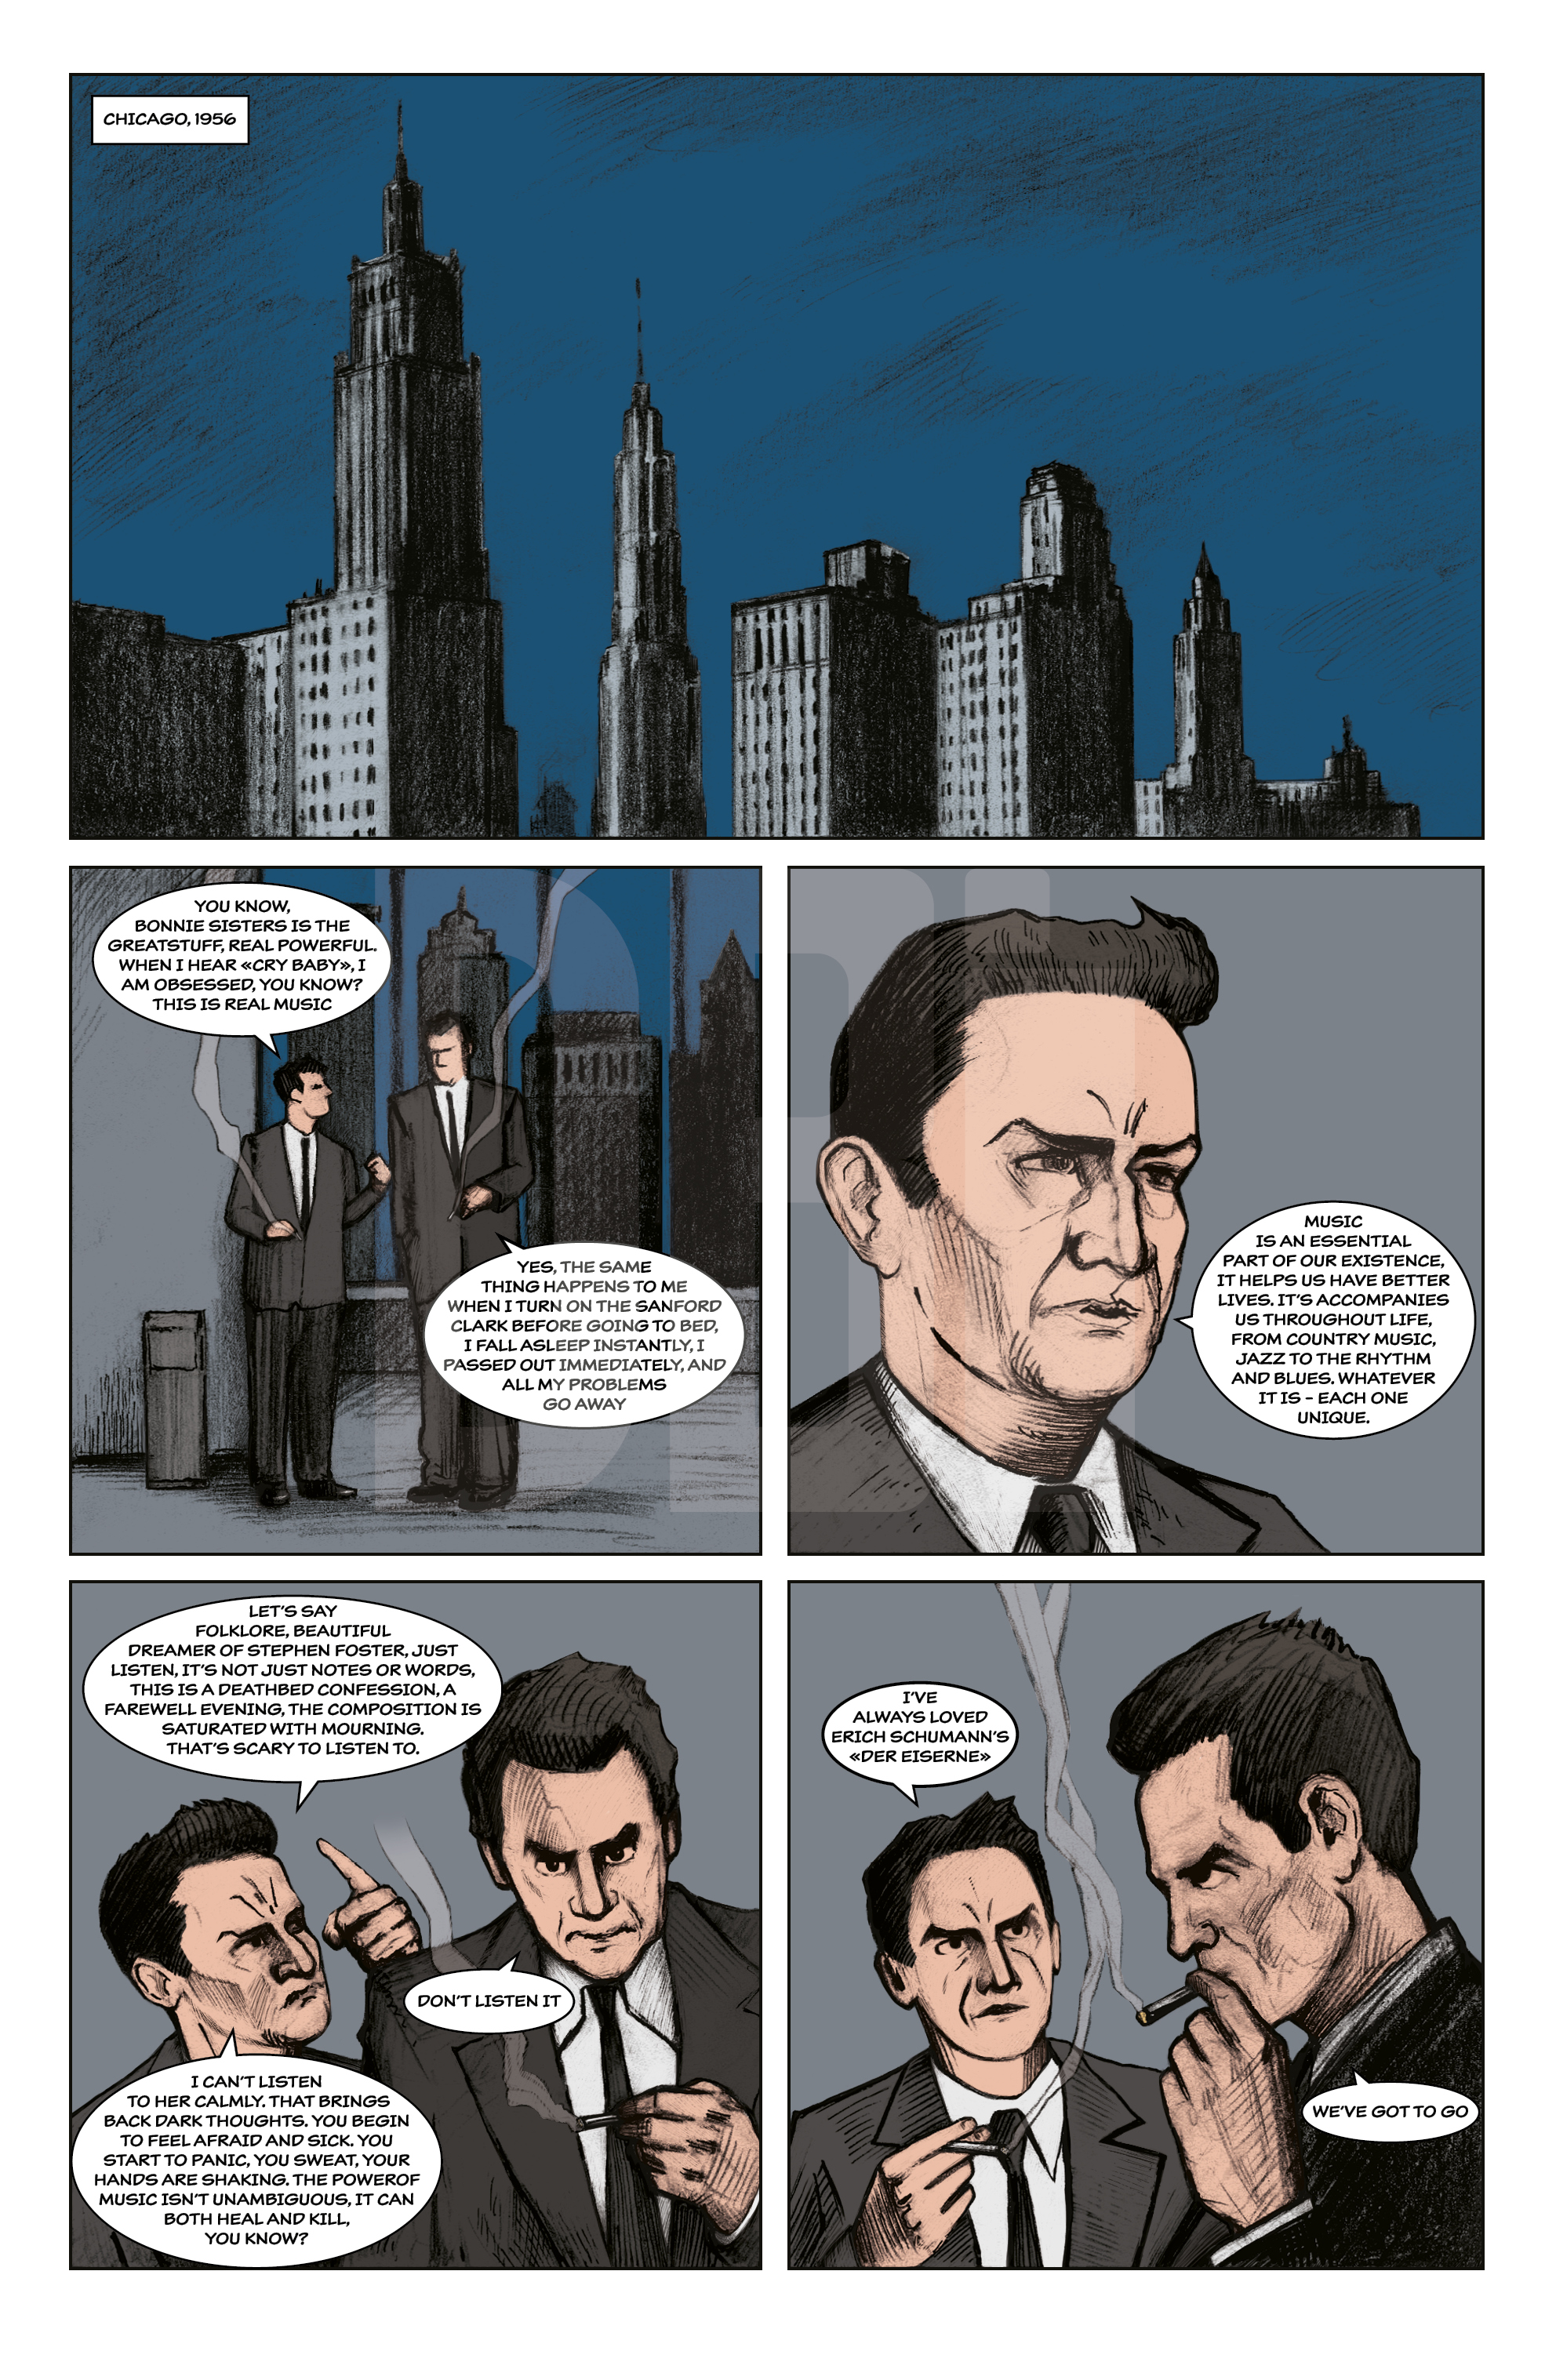 CHICAGO, 1956
YOU KNOW,
BONNIE SISTERS IS THE
GREATSTUFF, REAL POWERFUL.
WHEN I HEAR «CRY BABY», I
AM OBSESSED, YOU KNOW?
THIS IS REAL MUSIC
YES, THE SAME
THING HAPPENS TO ME
WHEN I TURN ON THE SANFORD
CLARK BEFORE GOING TO BED,
I FALL ASLEEP INSTANTLY, I
PASSED OUT IMMEDIATELY, AND
ALL MY PROBLEMS
GO AWAY
MUSIC
IS AN ESSENTIAL
PART OF OUR EXISTENCE,
IT HELPS US HAVE BETTER
LIVES. IT'S ACCOMPANIES
US THROUGHOUT LIFE,
FROM COUNTRY MUSIC,
JAZZ TO THE RHYTHM
AND BLUES. WHATEVER
IT IS - EACH ONE
UNIQUE.
LET'S SAY
FOLKLORE, BEAUTIFUL
DREAMER OF STEPHEN FOSTER, JUST
LISTEN, IT'S NOT JUST NOTES OR WORDS,
THIS IS A DEATHBED CONFESSION, A
FAREWELL EVENING, THE COMPOSITION IS
SATURATED WITH MOURNING.
THAT'S SCARY TO LISTEN TO.
DON'T LISTEN IT
I CAN'T LISTEN
TO HER CALMLY. THAT BRINGS
BACK DARK THOUGHTS. YOU BEGIN
TO FEEL AFRAID AND SICK. YOU
START TO PANIC, YOU SWEAT, YOUR
HANDS ARE SHAKING. THE POWEROF
MUSIC ISN'T UNAMBIGUOUS, IT CAN
BOTH HEAL AND KILL,
YOU KNOW?
I'VE
ALWAYS LOVED
ERICH SCHUMANN'S
«DER EISERNE»
WE'VE GOT TO GO